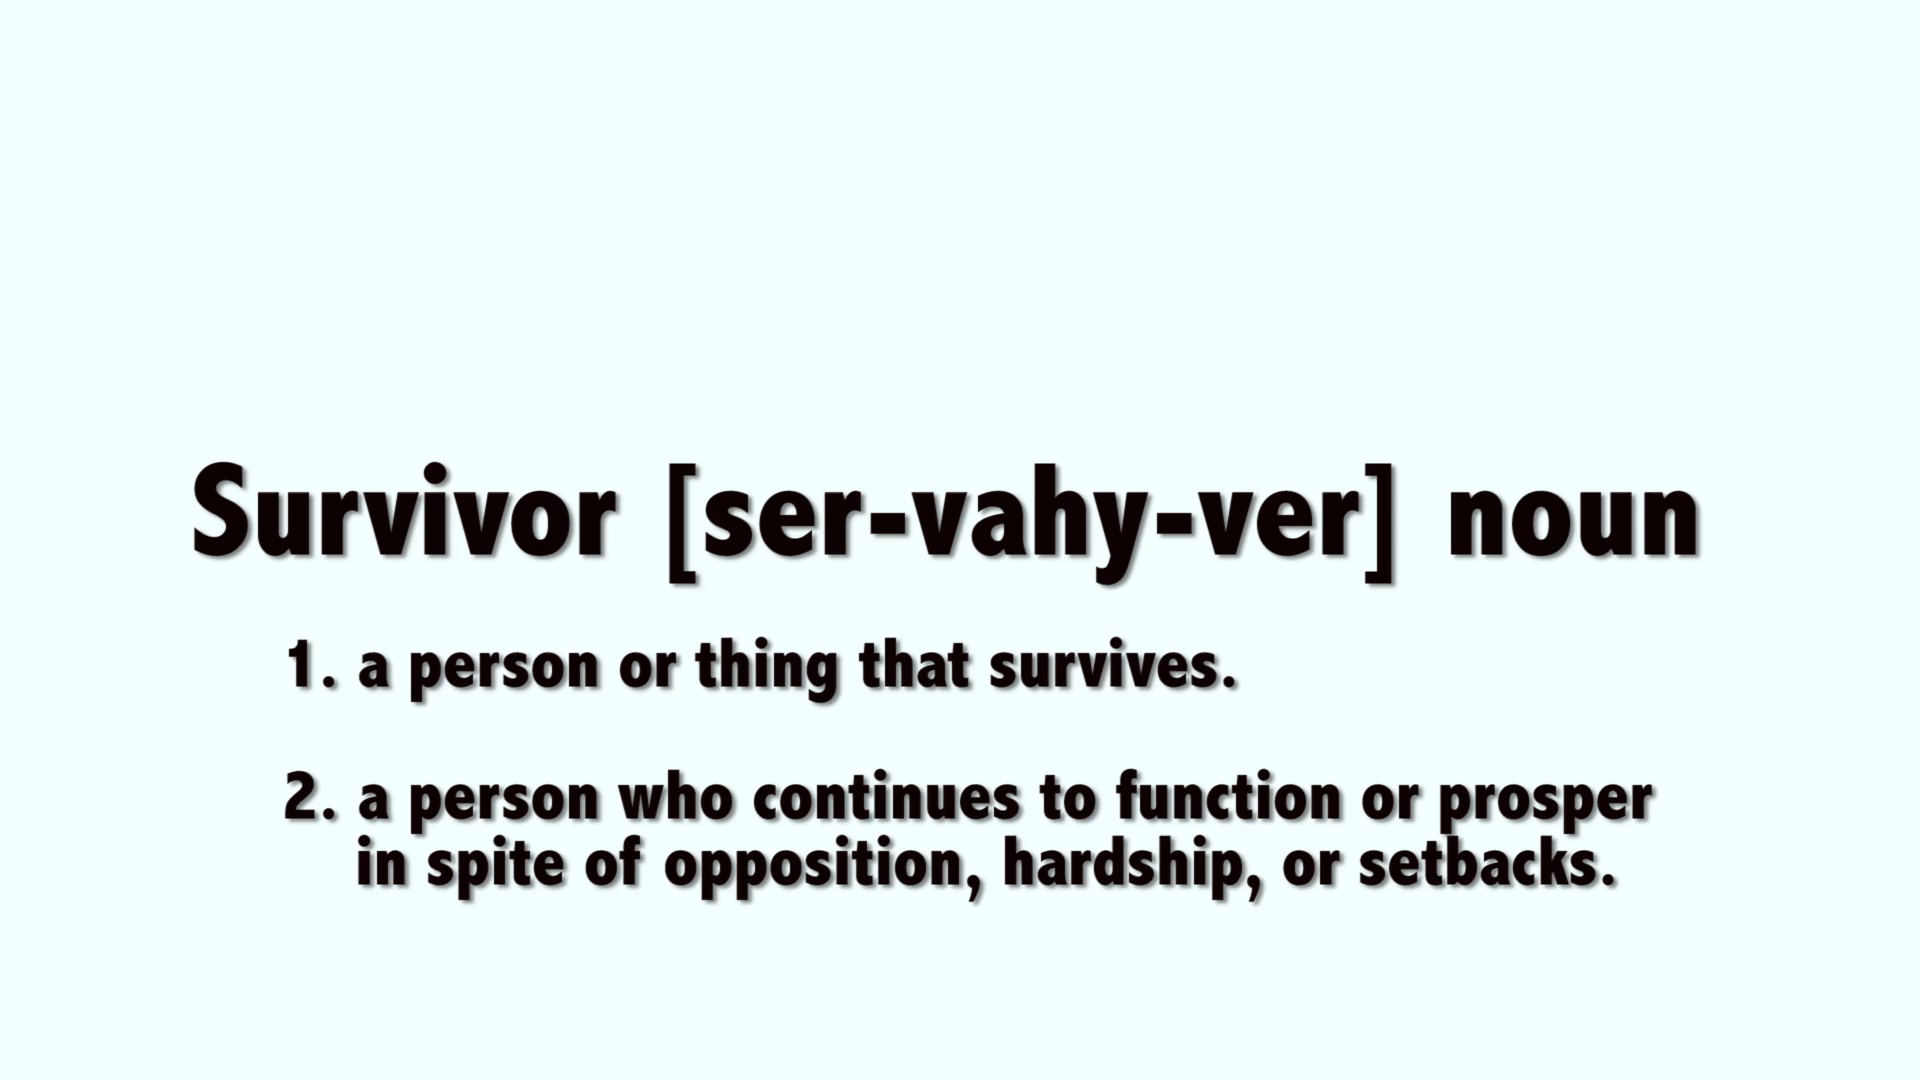 Survivor [ser-vahy-ver] noun
1. a person or thing that survives.
2. a person who continues to function or prosper
in spite of opposition, hardship, or setbacks.